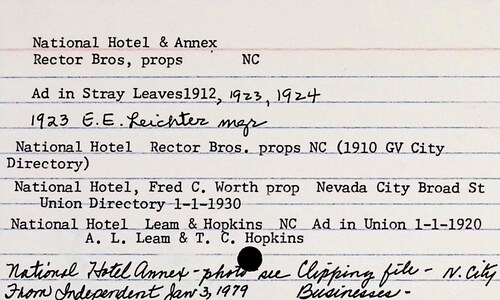 National Hotel & Annex
Rector Bros, props NC
Ad in Stray Leaves1912, 1923, 1924
1923 E.E. Leichter mgr
National Hotel Rector Bros. props NC (1910 GV City
Directory)
National Hotel, Fred C. Worth prop Nevada City Broad St
Union Directory 1-1-1930
National Hotel Leam & Hopkins NC Ad in Union 1-1-1920
A. L. Leam & T. C. Hopkins
National Hotel Annex - photo see Clipping file - N. City
From Independent Jan 3, 1979 Businesses -